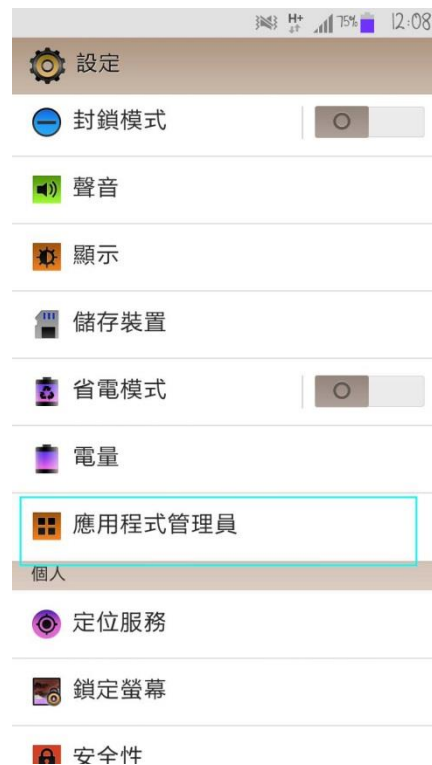 H+ 75% 12:08
設定
封鎖模式
聲音
顯示
儲存裝置
省電模式
電量
應用程式管理員
個人
定位服務
鎖定螢幕
安全性